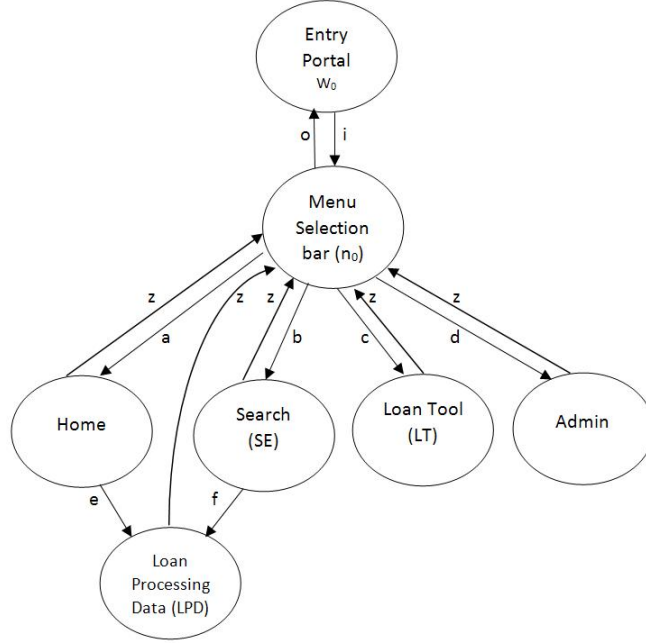 Entry
Portal
W₀
o
i
Menu
Selection
bar (n₀)
z
z
z
z
z
a
b
c
d
Home
Search
(SE)
Loan Tool
(LT)
Admin
e
f
Loan
Processing
Data (LPD)